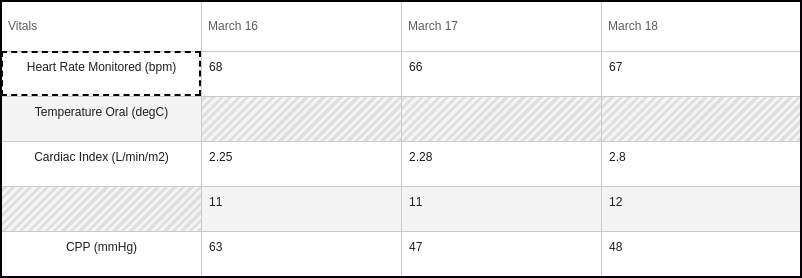 Vitals March 16 March 17 March 18
Heart Rate Monitored (bpm) 68 66 67
Temperature Oral (degC)
Cardiac Index (L/min/m2) 2.25 2.28 2.8
11 11 12
CPP (mmHg) 63 47 48